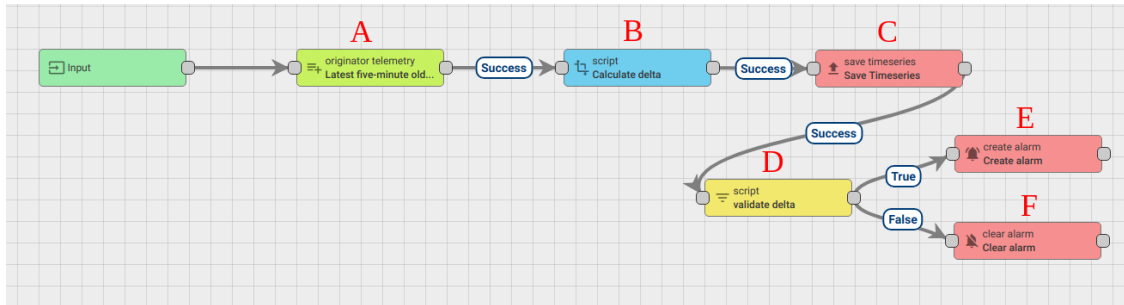 A
B
C
Input
originator telemetry
Latest five-minute old...
Success
script
Calculate delta
Success
save timeseries
Save Timeseries
Success
E
create alarm
Create alarm
D
script
validate delta
True
False
F
clear alarm
Clear alarm